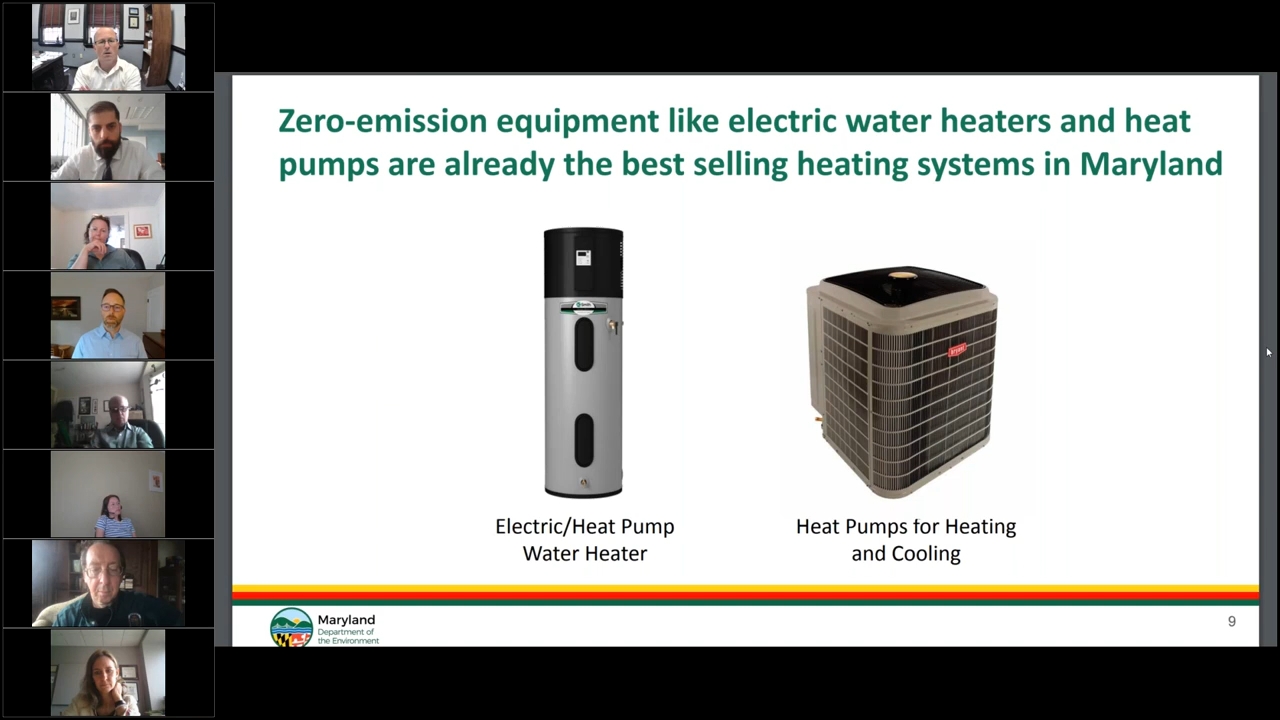 Zero-emission equipment like electric water heaters and heat
pumps are already the best selling heating systems in Maryland
bryant
Electric/Heat Pump
Water Heater
Heat Pumps for Heating
and Cooling
Maryland
Department of
the Environment
9